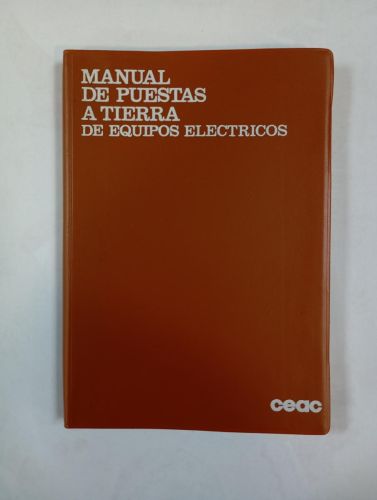 MANUAL
DE PUESTAS
A TIERRA
DE EQUIPOS ELECTRICOS
ceac